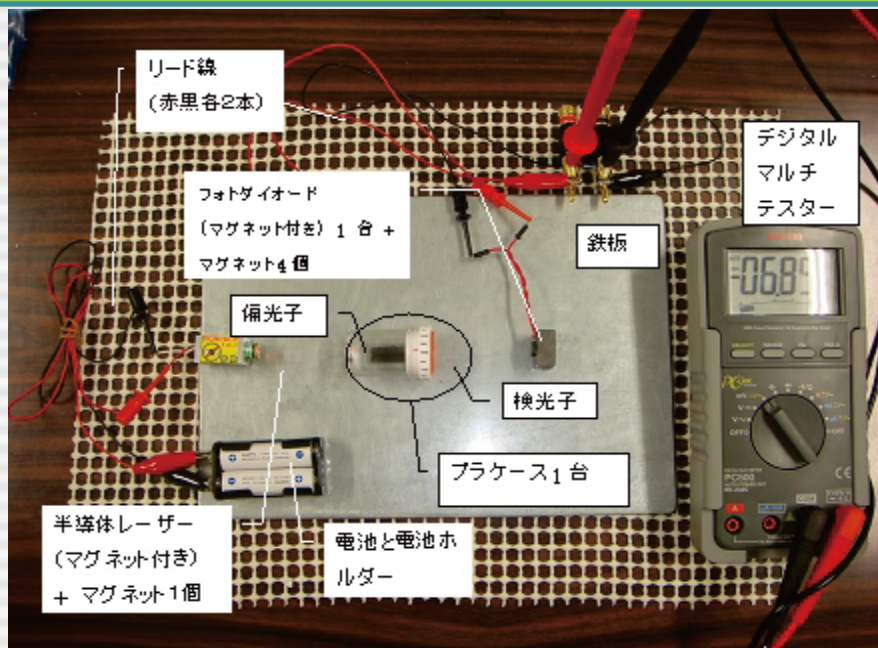 リード線
(赤黒各2本)
フォトダイオード
(マグネット付き) 1 台 +
マグネット4個
鉄板
デジタル
マルチ
テスター
偏光子
検光子
プラケース1台
半導体レーザー
(マグネット付き)
+ マグネット1個
電池と電池ホ
ルダー
-06.89
PC500
COM
A